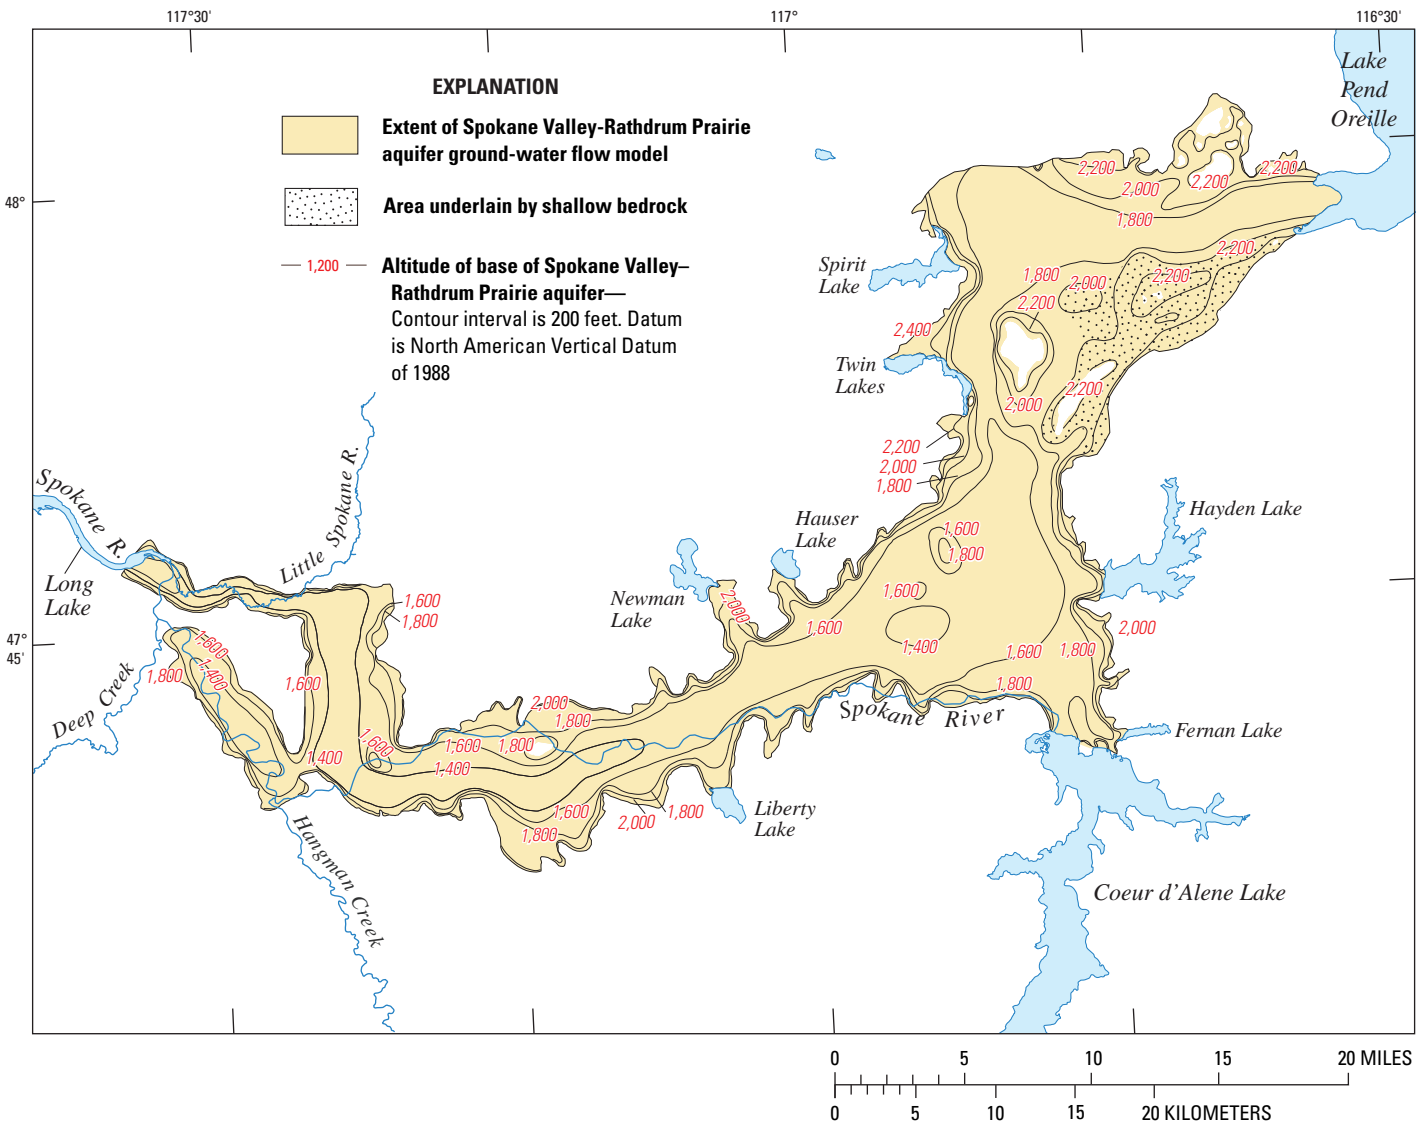 117°30'
117°
116°30'
EXPLANATION
Extent of Spokane Valley-Rathdrum Prairie
aquifer ground-water flow model
Area underlain by shallow bedrock
1,200
Altitude of base of Spokane Valley–
Rathdrum Prairie aquifer—
Contour interval is 200 feet. Datum
is North American Vertical Datum
of 1988
Lake
Pend
Oreille
48°
47°
45'
2,200
2,000
2,200
2,200
1,800
2,200
1,800
2,000
2,200
2,200
Spirit
Lake
2,400
Twin
Lakes
2,000
2,200
2,200
2,000
1,800
Spokane R.
Little Spokane R.
Long
Lake
Hauser
Lake
Hayden Lake
1,600
1,800
1,600
1,400
1,600
1,800
Newman
Lake
2,000
1,600
1,600
1,800
2,000
1,600
1,400
1,800
Deep Creek
1,600
1,800
Spokane River
Fernan Lake
2,000
1,800
1,600
1,600
1,800
1,400
1,400
1,600
1,800
2,000
1,800
Liberty
Lake
Hangman Creek
Coeur d'Alene Lake
0 5 10 15 20 MILES
0 5 10 15 20 KILOMETERS